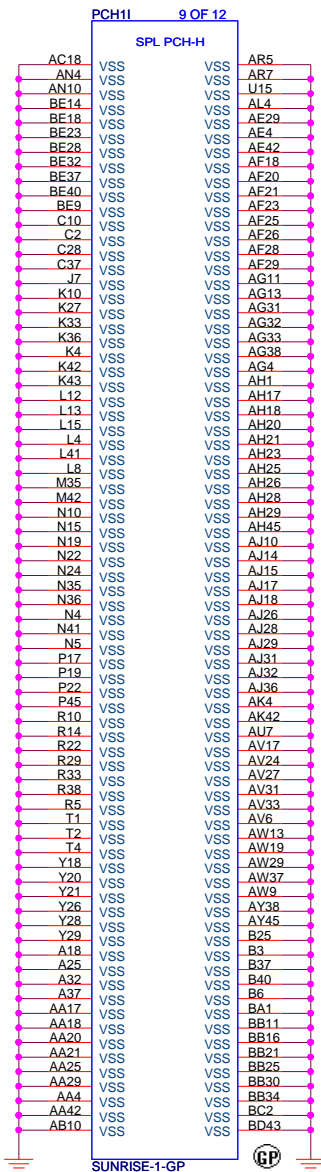 PCH1I 9 OF 12
SPL PCH-H
AC18 VSS VSS AR5
AN4 VSS VSS AR7
AN10 VSS VSS U15
BE14 VSS VSS AL4
BE18 VSS VSS AE29
BE23 VSS VSS AE4
BE28 VSS VSS AE42
BE32 VSS VSS AF18
BE37 VSS VSS AF20
BE40 VSS VSS AF21
BE9 VSS VSS AF23
C10 VSS VSS AF25
C2 VSS VSS AF26
C28 VSS VSS AF28
C37 VSS VSS AF29
J7 VSS VSS AG11
K10 VSS VSS AG13
K27 VSS VSS AG31
K33 VSS VSS AG32
K36 VSS VSS AG33
K4 VSS VSS AG38
K42 VSS VSS AG4
K43 VSS VSS AH1
L12 VSS VSS AH17
L13 VSS VSS AH18
L15 VSS VSS AH20
L4 VSS VSS AH21
L41 VSS VSS AH23
L8 VSS VSS AH25
M35 VSS VSS AH26
M42 VSS VSS AH28
N10 VSS VSS AH29
N15 VSS VSS AH45
N19 VSS VSS AJ10
N22 VSS VSS AJ14
N24 VSS VSS AJ15
N35 VSS VSS AJ17
N36 VSS VSS AJ18
N4 VSS VSS AJ26
N41 VSS VSS AJ28
N5 VSS VSS AJ29
P17 VSS VSS AJ31
P19 VSS VSS AJ32
P22 VSS VSS AJ36
P45 VSS VSS AK4
R10 VSS VSS AK42
R14 VSS VSS AU7
R22 VSS VSS AV17
R29 VSS VSS AV24
R33 VSS VSS AV27
R38 VSS VSS AV31
R5 VSS VSS AV33
T1 VSS VSS AV6
T2 VSS VSS AW13
T4 VSS VSS AW19
Y18 VSS VSS AW29
Y20 VSS VSS AW37
Y21 VSS VSS AW9
Y26 VSS VSS AY38
Y28 VSS VSS AY45
Y29 VSS VSS B25
A18 VSS VSS B3
A25 VSS VSS B37
A32 VSS VSS B40
A37 VSS VSS B6
AA17 VSS VSS BA1
AA18 VSS VSS BB11
AA20 VSS VSS BB16
AA21 VSS VSS BB21
AA25 VSS VSS BB25
AA29 VSS VSS BB30
AA4 VSS VSS BB34
AA42 VSS VSS BC2
AB10 VSS VSS BD43
GP
SUNRISE-1-GP